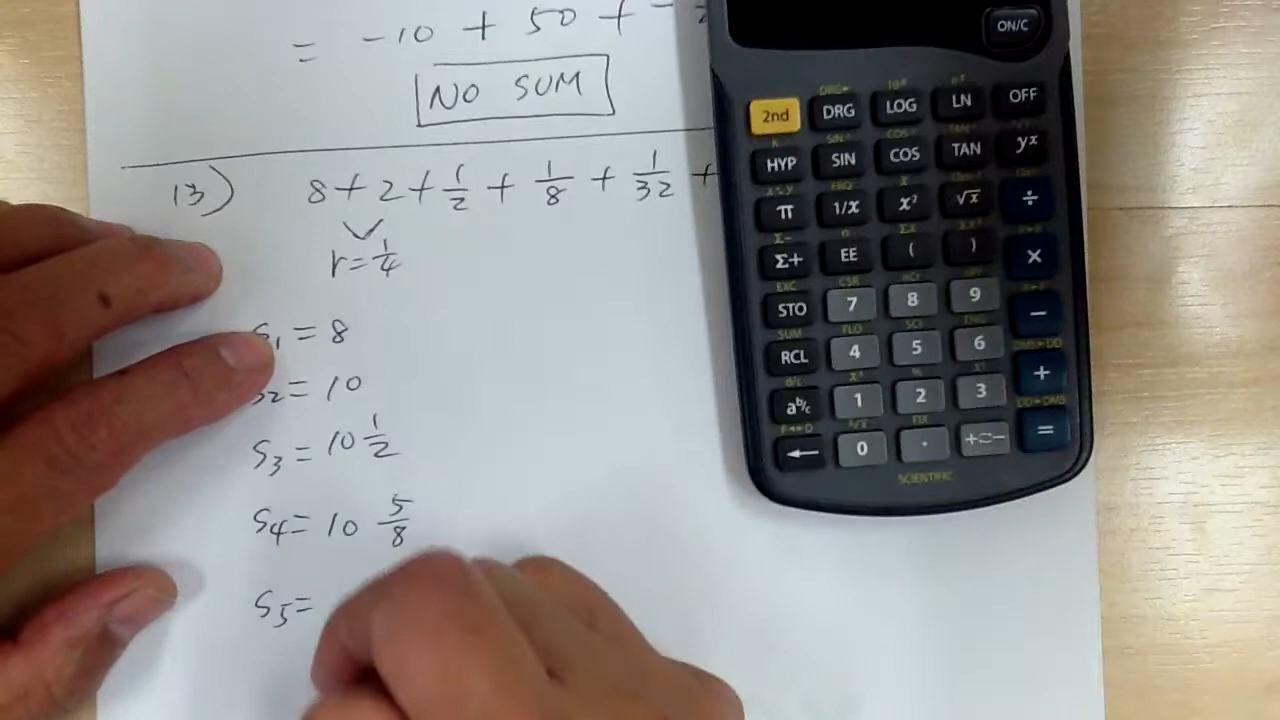 = -10 + 50 + -
NO SUM
13) 8 + 2 + 1/2 + 1/8 + 1/32 +
r = 1/4
S1 = 8
S2 = 10
S3 = 10 1/2
S4 = 10 5/8
S5 =
ON/C
2nd DRG LOG LN OFF
HYP SIN COS TAN yx
π 1/x x² √x ÷
Σ+ EE ( ) ×
STO 7 8 9 −
RCL 4 5 6 +
ab/c 1 2 3 =
← 0 . +⇄−
SCIENTIFIC